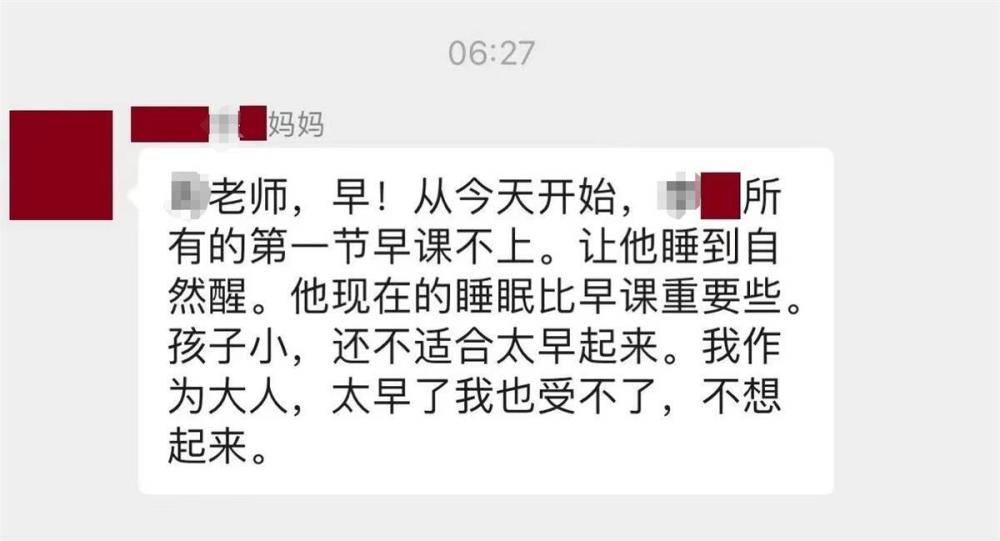 06:27
妈妈
老师，早！从今天开始，所
有的第一节早课不上。让他睡到自
然醒。他现在的睡眠比早课重要些。
孩子小，还不适合太早起来。我作
为大人，太早了我也受不了，不想
起来。